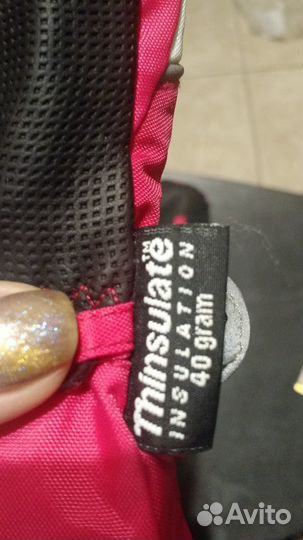 Thinsulate™
INSULATION
40 gram
Avito